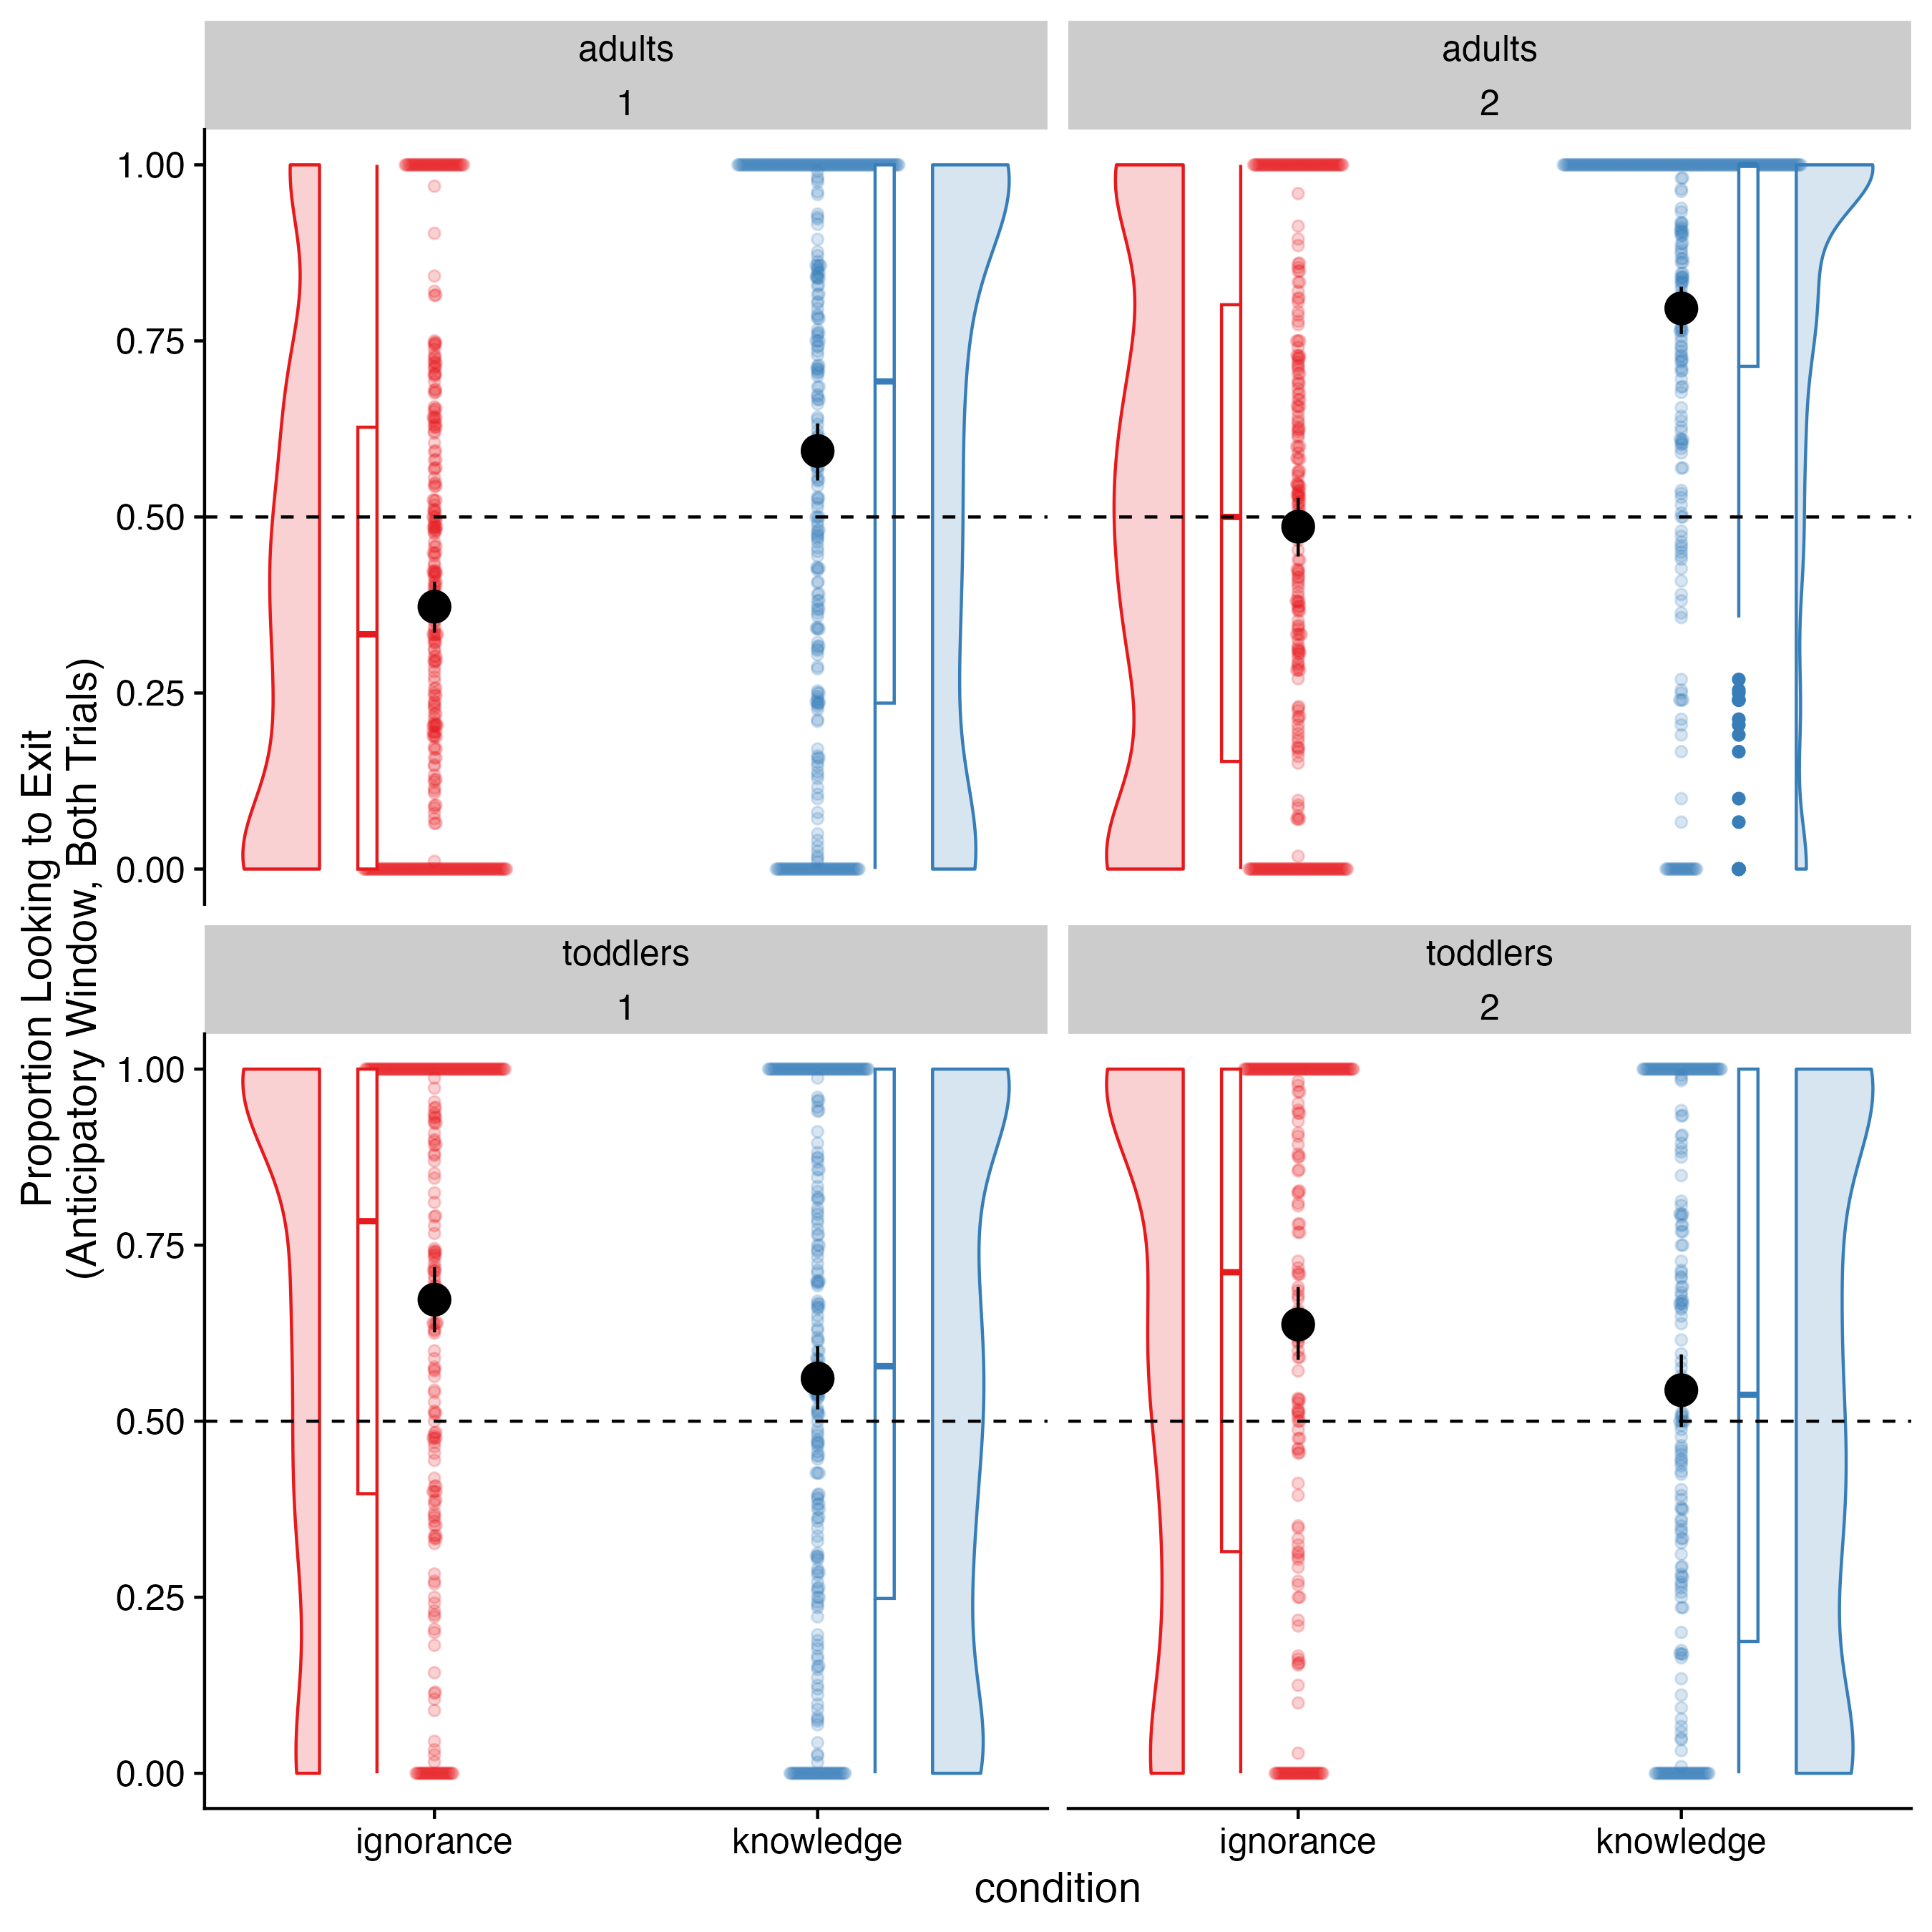 adults
1
adults
2
1.00
0.75
0.50
0.25
0.00
toddlers
1
toddlers
2
1.00
0.75
0.50
0.25
0.00
Proportion Looking to Exit
(Anticipatory Window, Both Trials)
ignorance
knowledge
ignorance
knowledge
condition